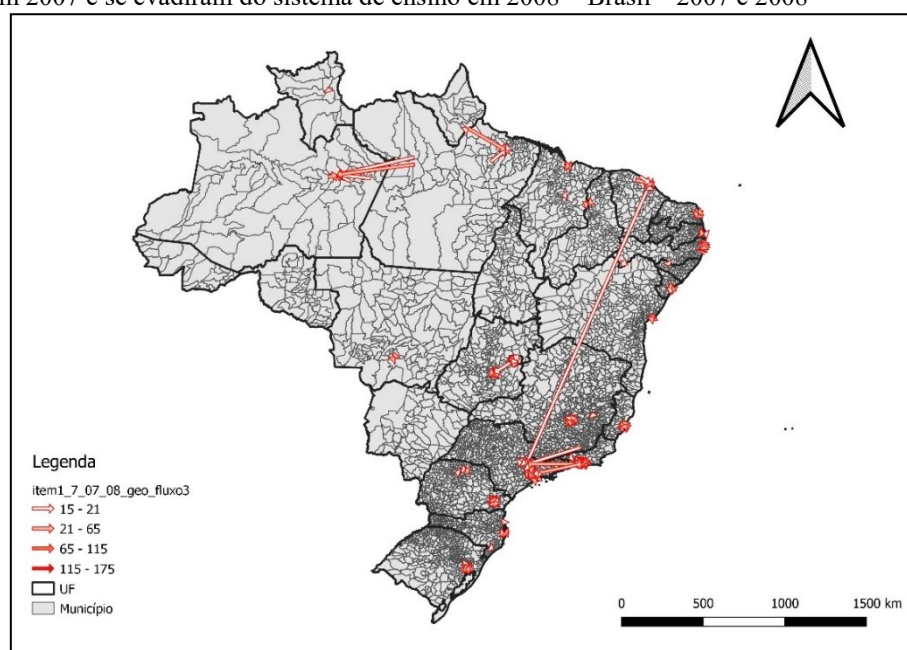 em 2007 e se evadiram do sistema de ensino em 2008 – Brasil – 2007 e 2008
Legenda
item1_7_07_08_geo_fluxo3
15 - 21
21 - 65
65 - 115
115 - 175
UF
Município
0 500 1000 1500 km